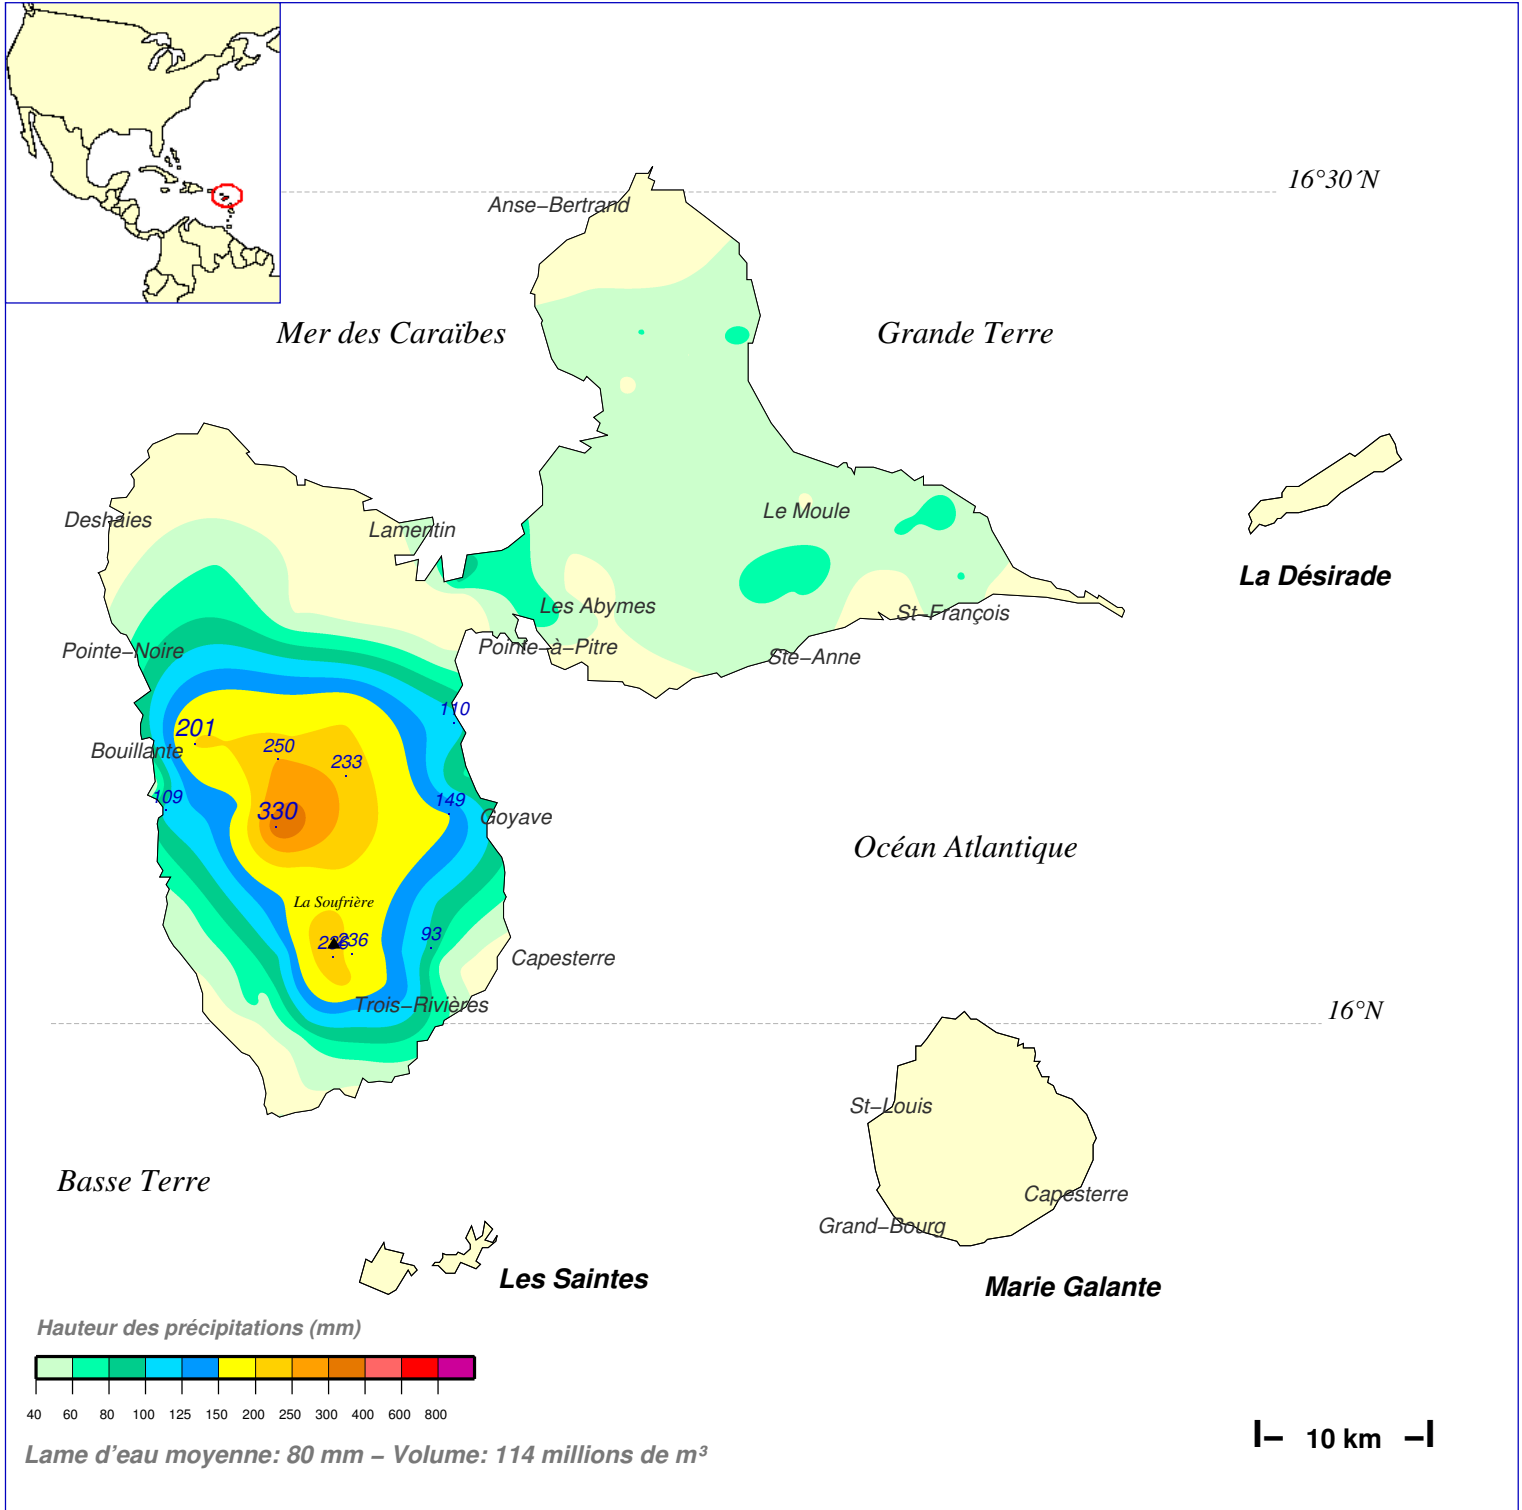 16°30´N
Anse−Bertrand
Mer des Caraïbes
Grande Terre
Deshaies
Lamentin
Le Moule
La Désirade
Les Abymes
St−François
Pointe−Noire
Pointe−à−Pitre
Ste−Anne
110
201
Bouillante
250
233
109
330
149
Goyave
Océan Atlantique
La Soufrière
236
93
Capesterre
Trois−Rivières
16°N
St−Louis
Basse Terre
Capesterre
Grand−Bourg
Les Saintes
Marie Galante
Hauteur des précipitations (mm)
40 60 80 100 125 150 200 250 300 400 600 800
10 km
Lame d'eau moyenne: 80 mm − Volume: 114 millions de m³